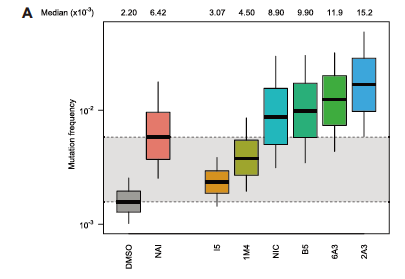 A
Median (x10⁻³) 2.20 6.42 3.07 4.50 8.90 9.90 11.9 15.2
Mutation frequency
10⁻²
10⁻³
DMSO NAI I5 1M4 NIC B5 6A3 2A3